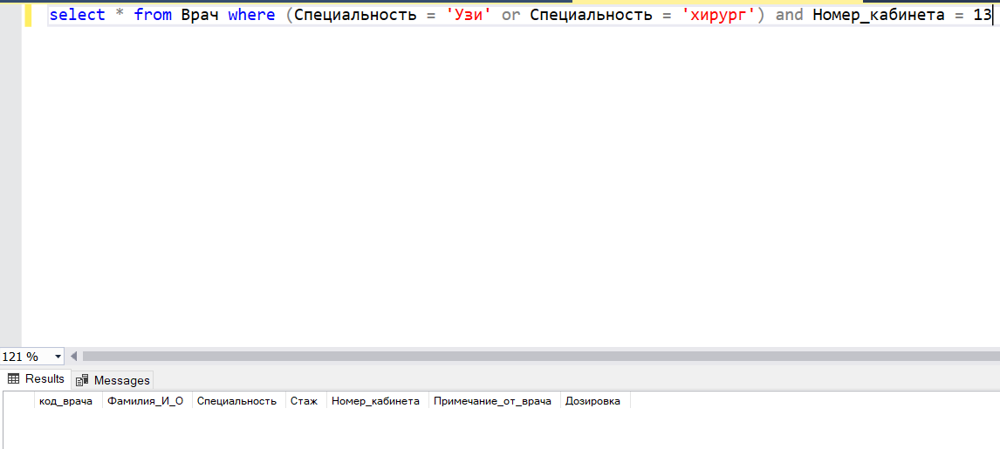 select * from Врач where (Специальность = 'Узи' or Специальность = 'хирург') and Номер_кабинета = 13
121 %
Results Messages
код_врача Фамилия_И_О Специальность Стаж Номер_кабинета Примечание_от_врача Дозировка